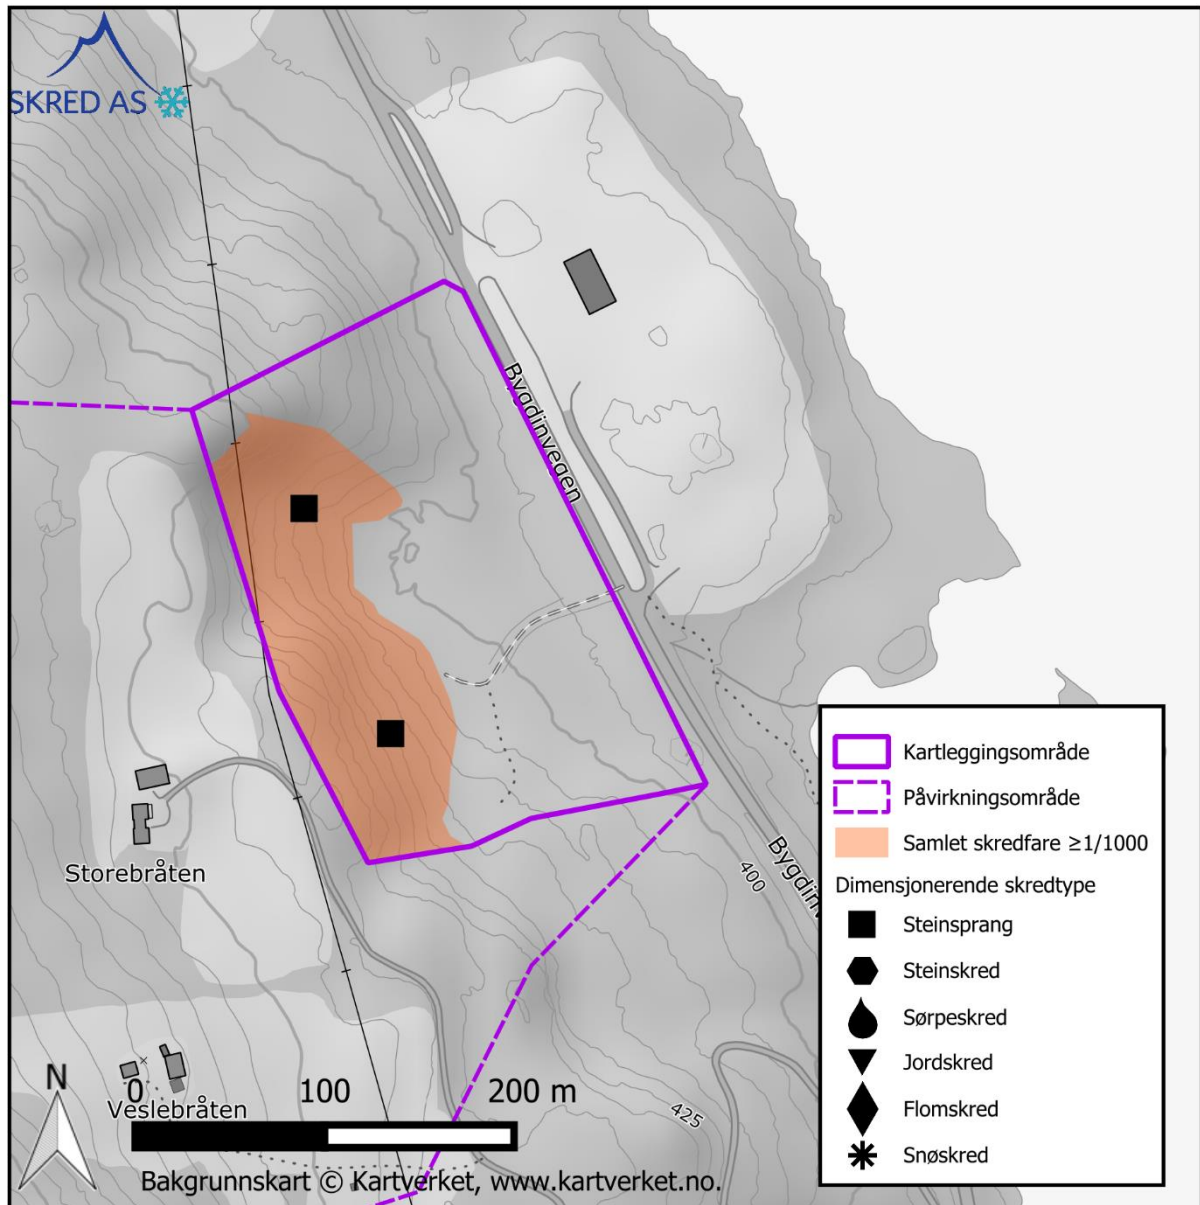 SKRED AS
Bygdinvegen
Storebråten
400
Bygdinv
Kartleggingsområde
Påvirkningsområde
Samlet skredfare ≥1/1000
Dimensjonerende skredtype
Steinsprang
Steinskred
Sørpeskred
Jordskred
Flomskred
Snøskred
N
0 100 200 m
Veslebråten
425
Bakgrunnskart © Kartverket, www.kartverket.no.